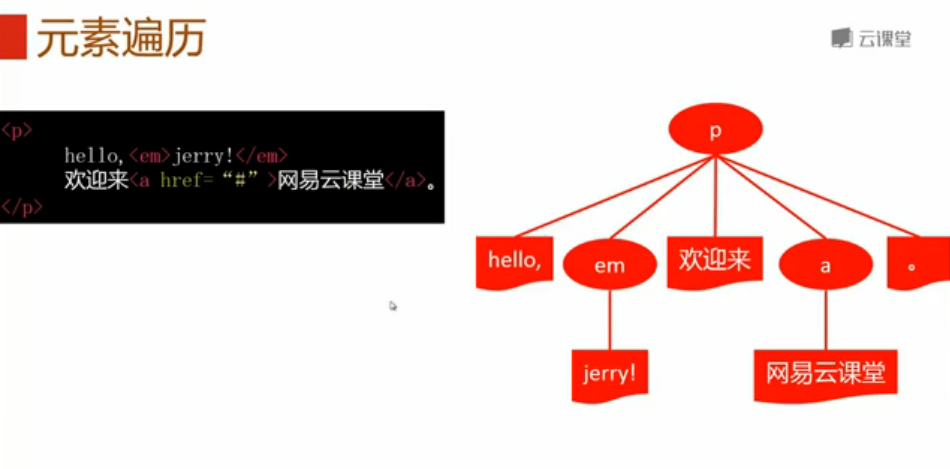 元素遍历
云课堂
<p>
hello,<em>jerry!</em>
欢迎来<a href=“#”>网易云课堂</a>。
</p>
p
hello,
em
欢迎来
a
。
jerry!
网易云课堂